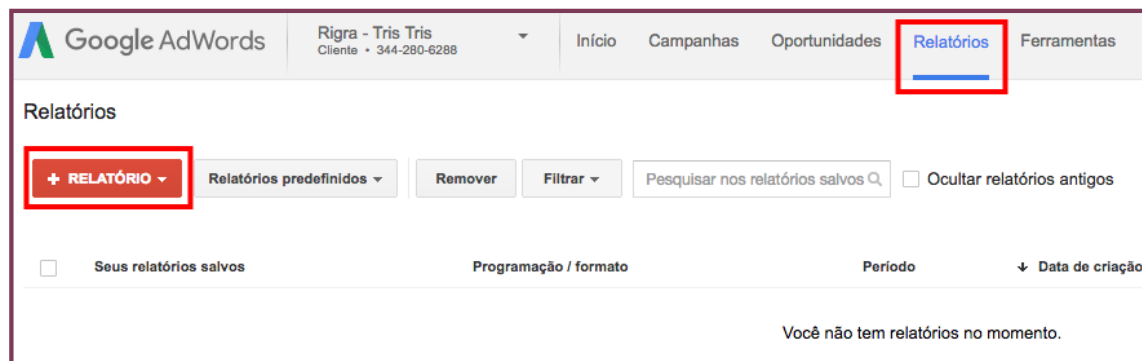 Google AdWords
Rigra - Tris Tris
Cliente • 344-280-6288
Início Campanhas Oportunidades Relatórios Ferramentas
Relatórios
+ RELATÓRIO Relatórios predefinidos Remover Filtrar Pesquisar nos relatórios salvos Ocultar relatórios antigos
Seus relatórios salvos Programação / formato Período ↓ Data de criação
Você não tem relatórios no momento.